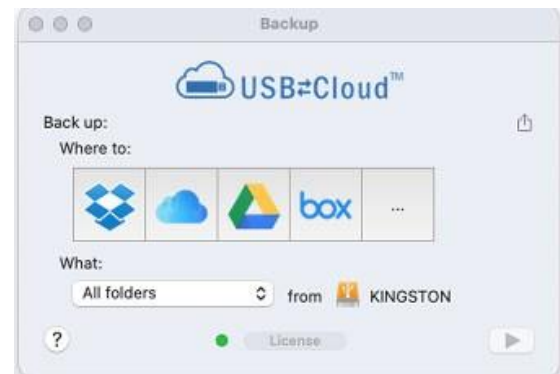 Backup
USB⇄Cloud™
Back up:
Where to:
box ...
What:
All folders from KINGSTON
? License